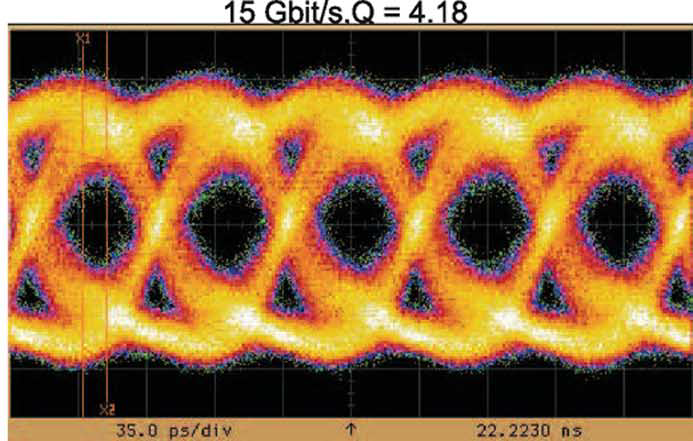 15 Gbit/s,Q = 4.18
X1
X2
35.0 ps/div ↑ 22.2230 ns